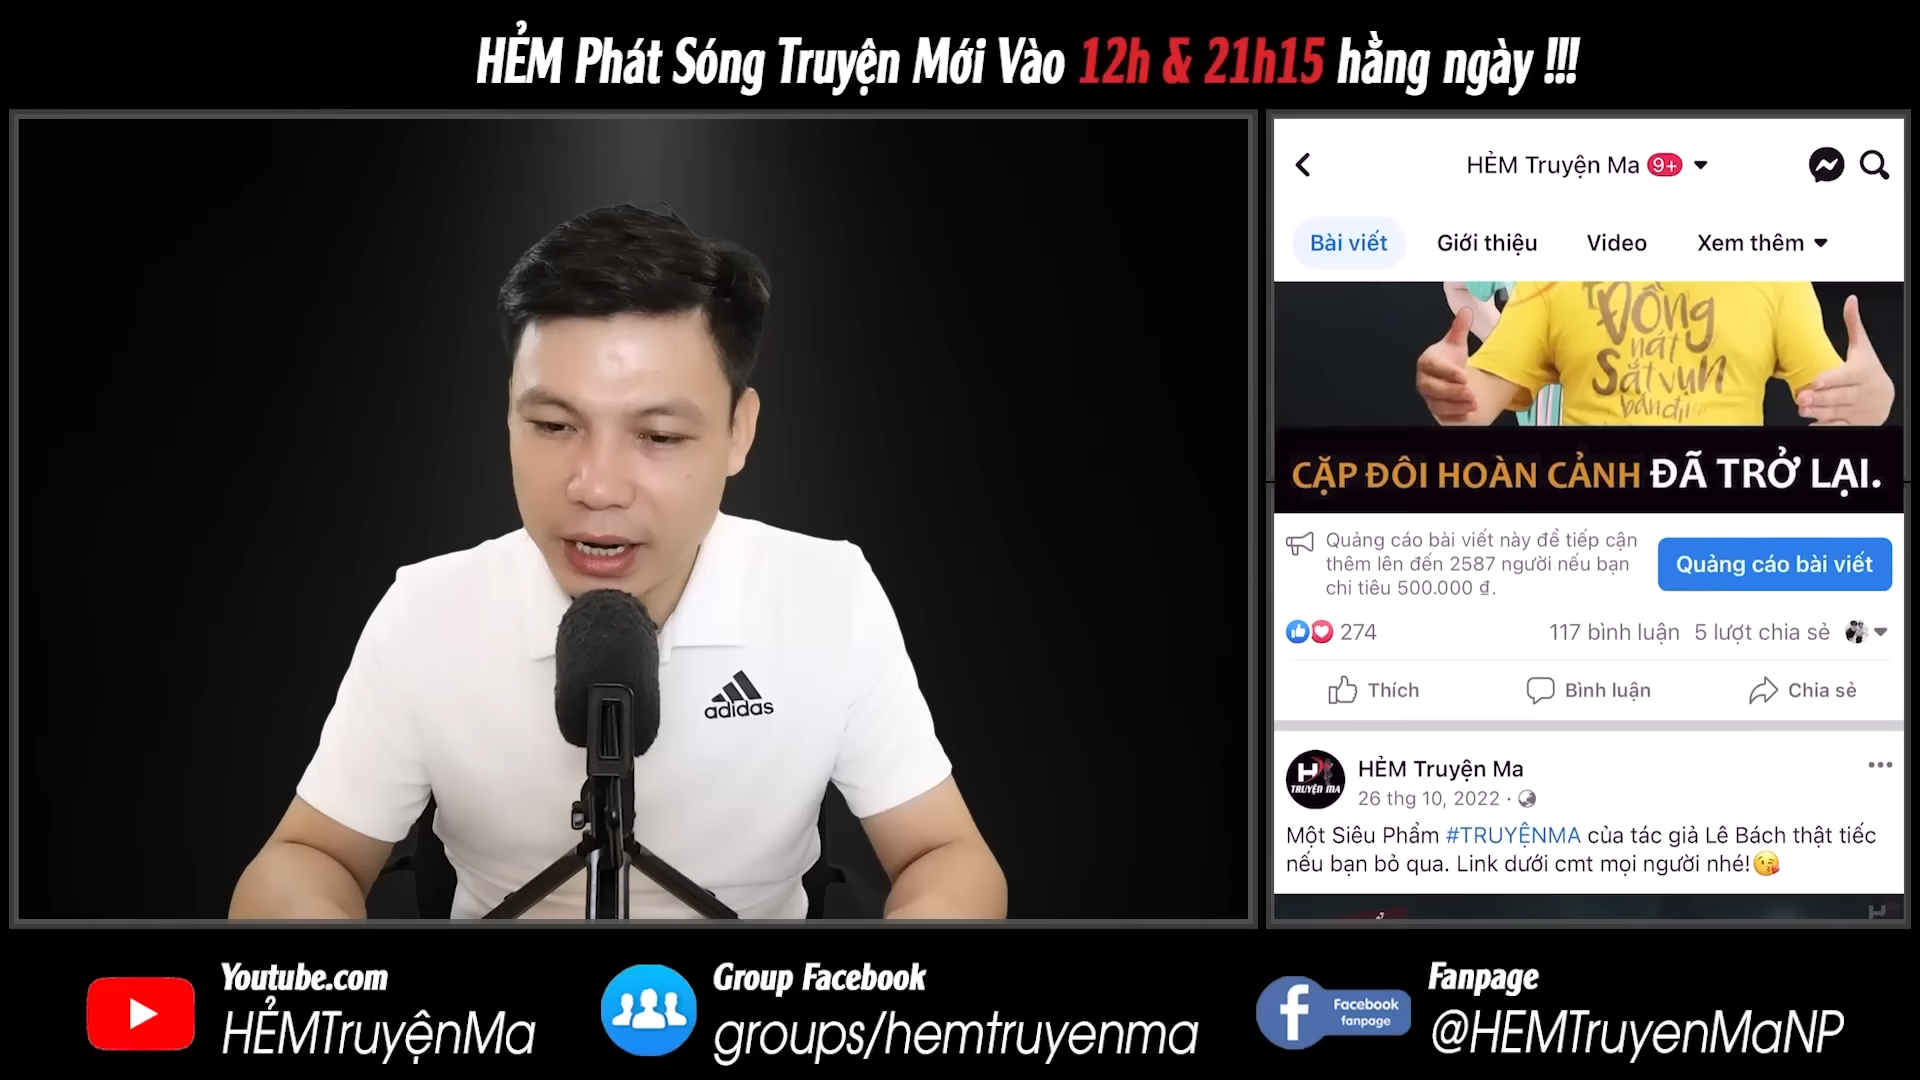 HẺM Phát Sóng Truyện Mới Vào 12h & 21h15 hằng ngày !!!
adidas
HẺM Truyện Ma 9+
Bài viết Giới thiệu Video Xem thêm
Đồng
nát
Sắt vụn
CẶP ĐÔI HOÀN CẢNH ĐÃ TRỞ LẠI.
Quảng cáo bài viết này để tiếp cận
thêm lên đến 2587 người nếu bạn
chi tiêu 500.000 ₫.
Quảng cáo bài viết
274 117 bình luận 5 lượt chia sẻ
Thích Bình luận Chia sẻ
H
TRUYỆN MA
HẺM Truyện Ma
26 thg 10, 2022 ·
Một Siêu Phẩm #TRUYỆNMA của tác giả Lê Bách thật tiếc
nếu bạn bỏ qua. Link dưới cmt mọi người nhé!😘
Youtube.com
HẺMTruyệnMa
Group Facebook
groups/hemtruyenma
Facebook
fanpage
Fanpage
@HEMTruyenMaNP